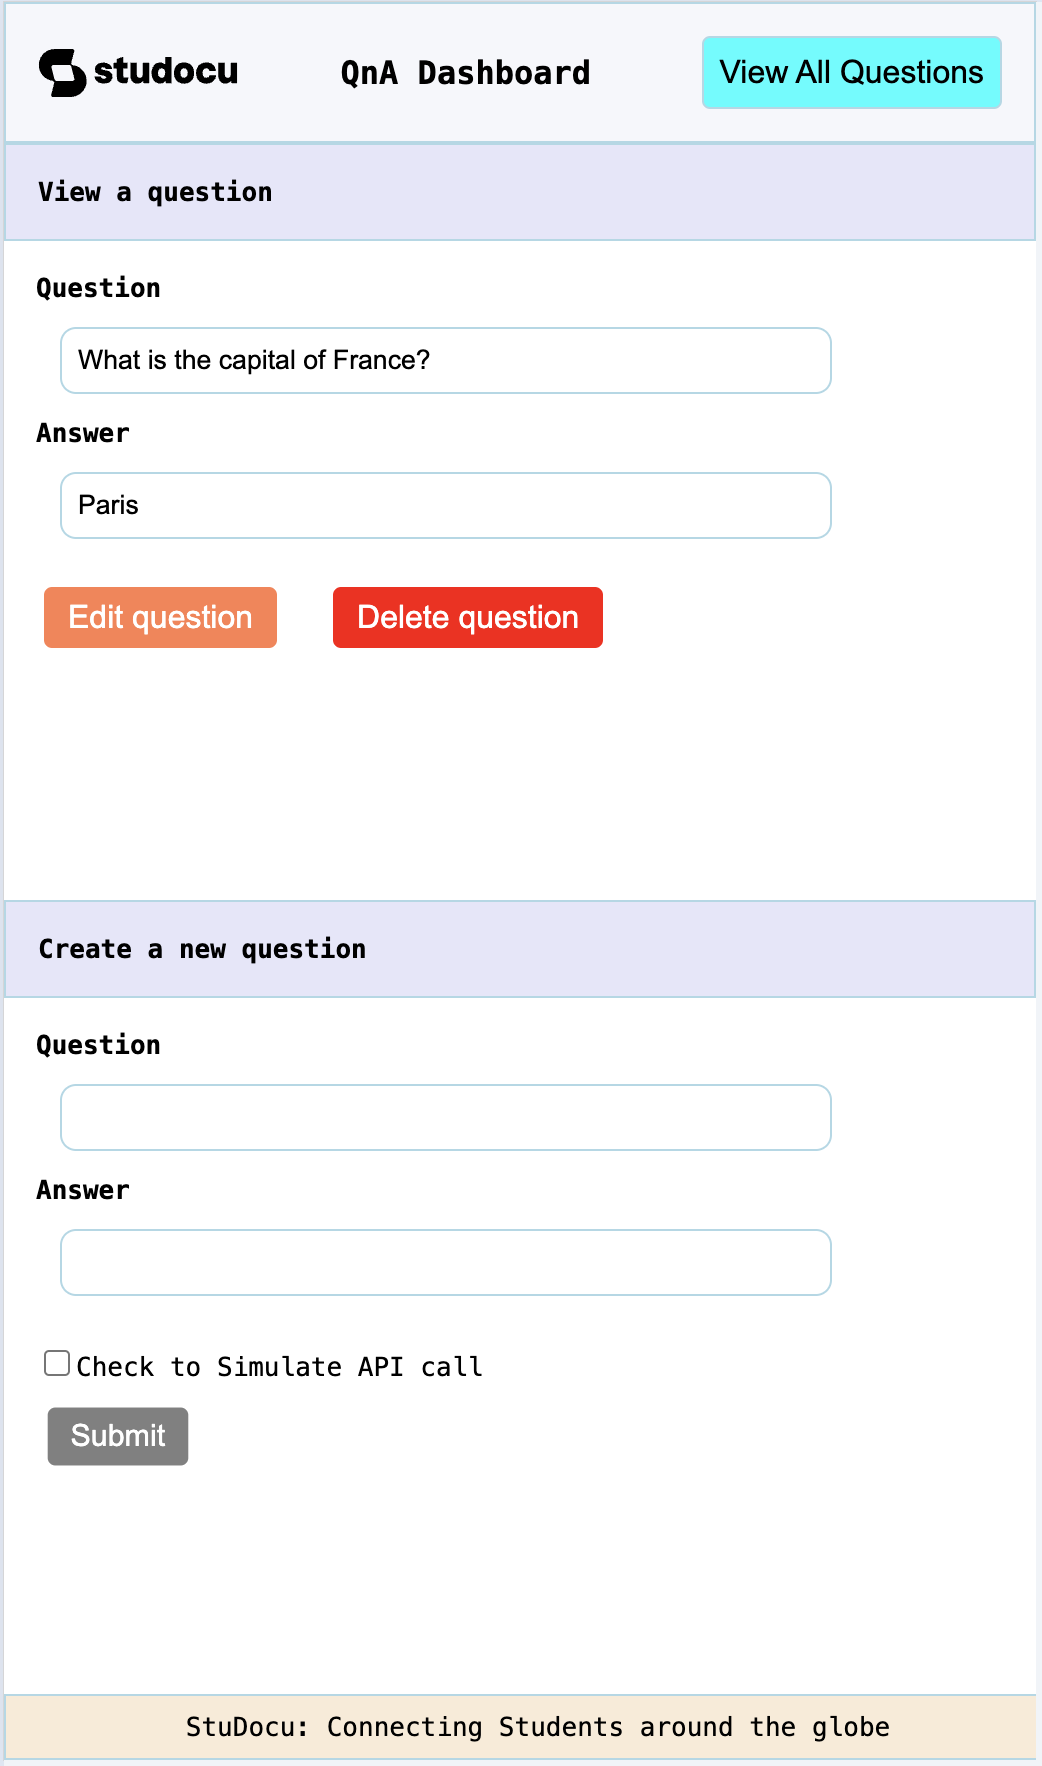 studocu QnA Dashboard View All Questions
View a question
Question
What is the capital of France?
Answer
Paris
Edit question Delete question
Create a new question
Question
Answer
Check to Simulate API call
Submit
StuDocu: Connecting Students around the globe